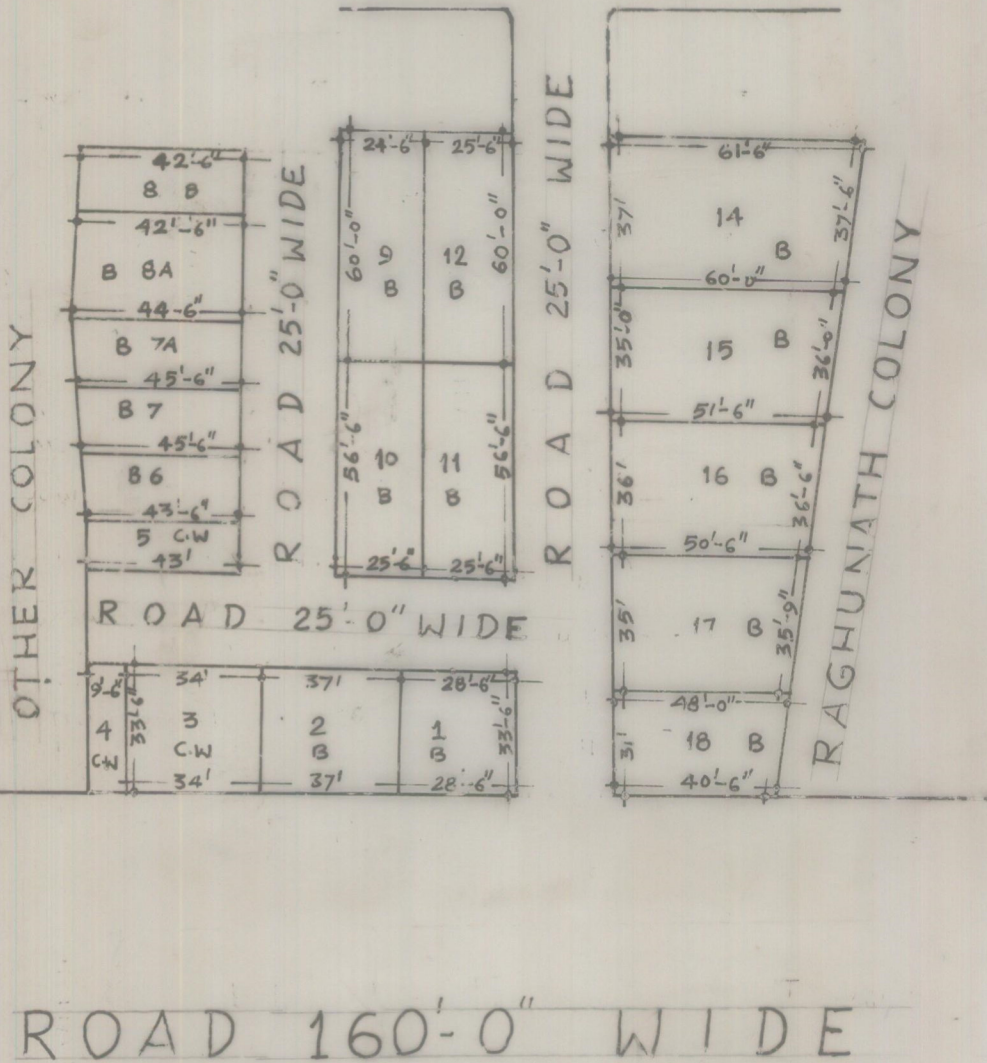 42'-6"
8 B
42'-6"
B 8A
44-6"
B 7A
45'-6"
B 7
45'-6"
B 6
43'-6"
5 C.W
43'
OTHER COLONY
ROAD 25'-0" WIDE
24'-6" 25'-6"
60'-0" 9 12 60'-0"
B B
56'-6" 10 11 56'-6"
B B
25'-6" 25'-6"
ROAD 25'-0" WIDE
61'-6"
37' 14 B 37'-6"
60'-0"
35'-0" 15 B 36'-0"
51'-6"
36' 16 B 36'-6"
50'-6"
35' 17 B 35'-9"
48'-0"
31' 18 B
40'-6"
RAGHUNATH COLONY
ROAD 25'-0" WIDE
9'-6" 34' 37' 28'-6"
4 33'-6" 3 2 1 33'-6"
C.W C.W B B
34' 37' 28'-6"
ROAD 160'-0" WIDE